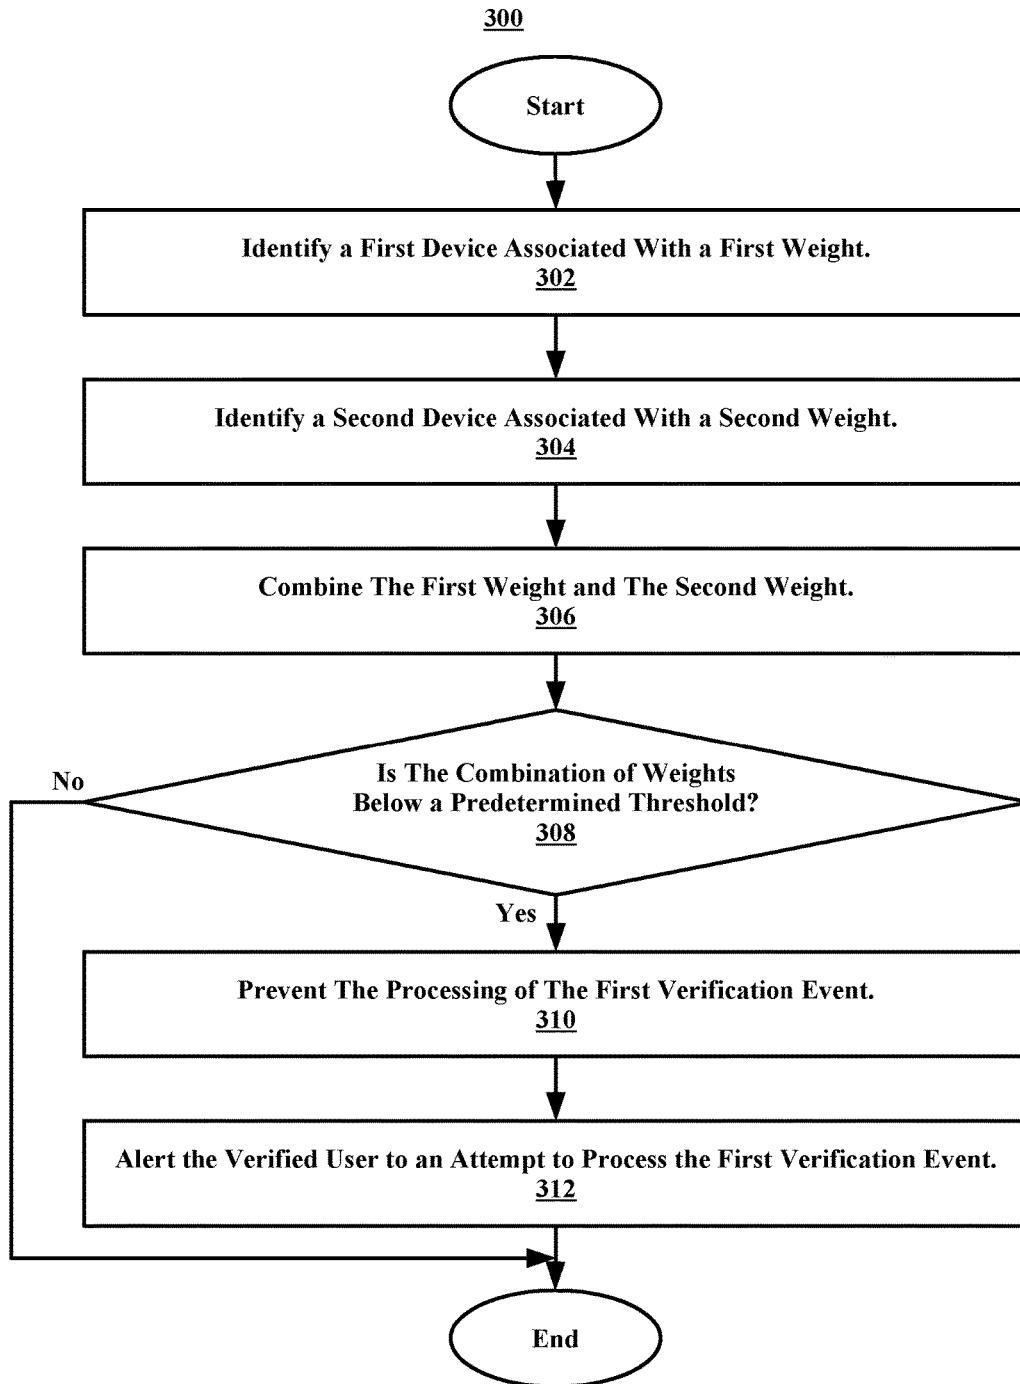 300
Start
Identify a First Device Associated With a First Weight.
302
Identify a Second Device Associated With a Second Weight.
304
Combine The First Weight and The Second Weight.
306
Is The Combination of Weights
Below a Predetermined Threshold?
308
No
Yes
Prevent The Processing of The First Verification Event.
310
Alert the Verified User to an Attempt to Process the First Verification Event.
312
End